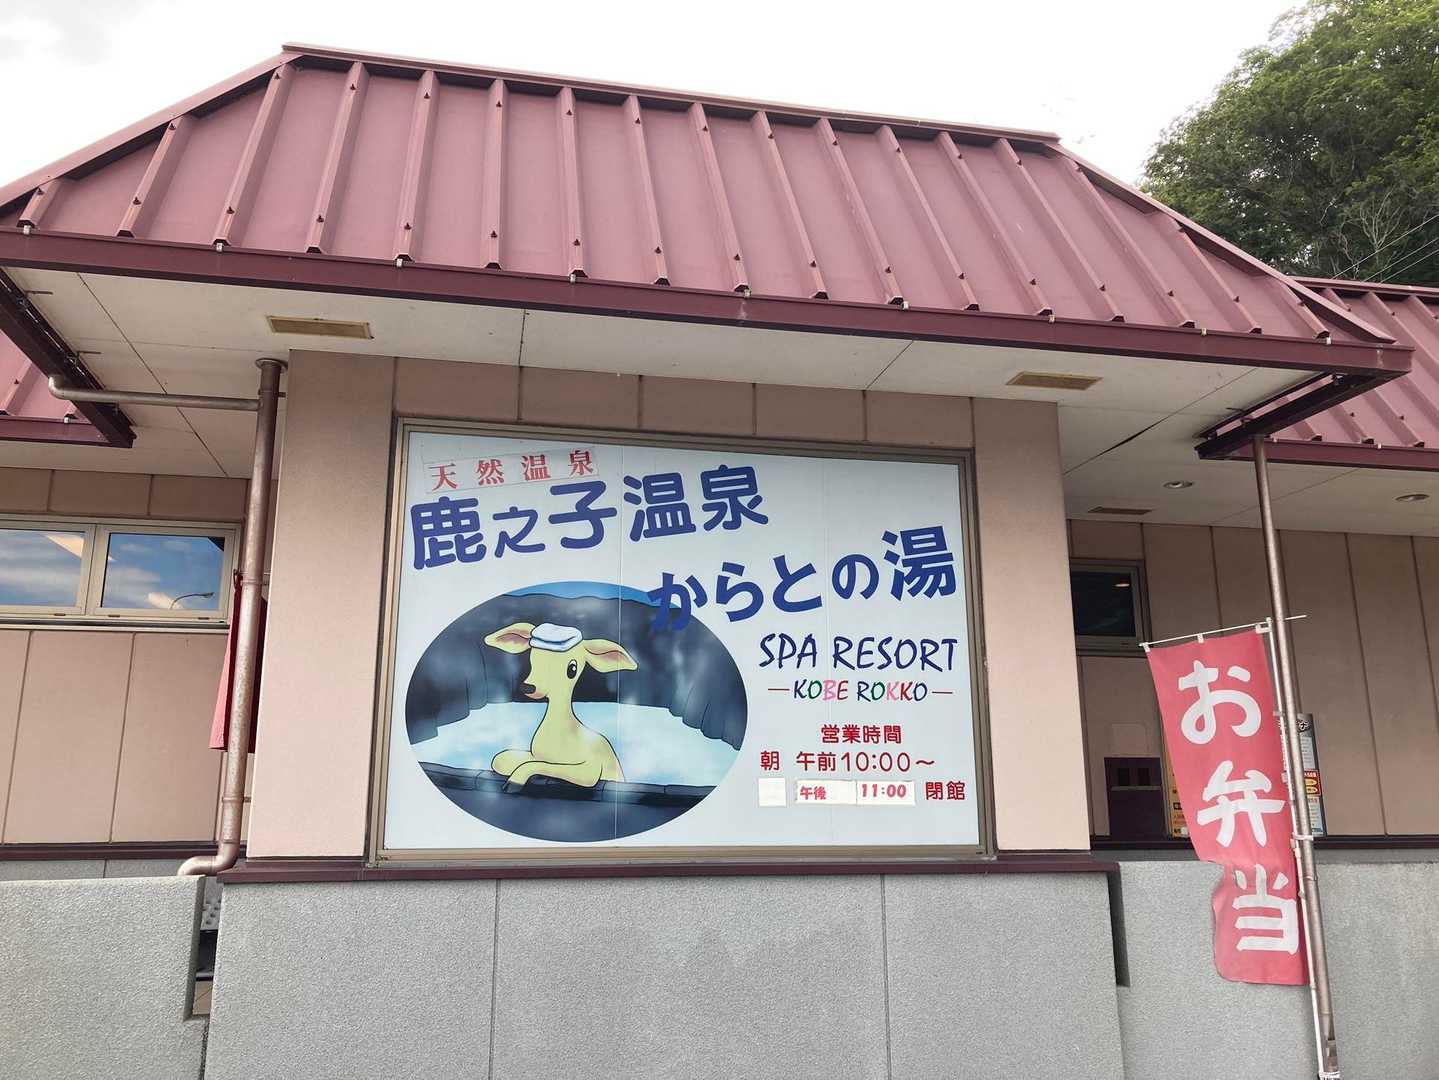 天然温泉
鹿之子温泉
からとの湯
SPA RESORT
—KOBE ROKKO—
営業時間
朝 午前10:00～
午後 11:00 閉館
お弁当